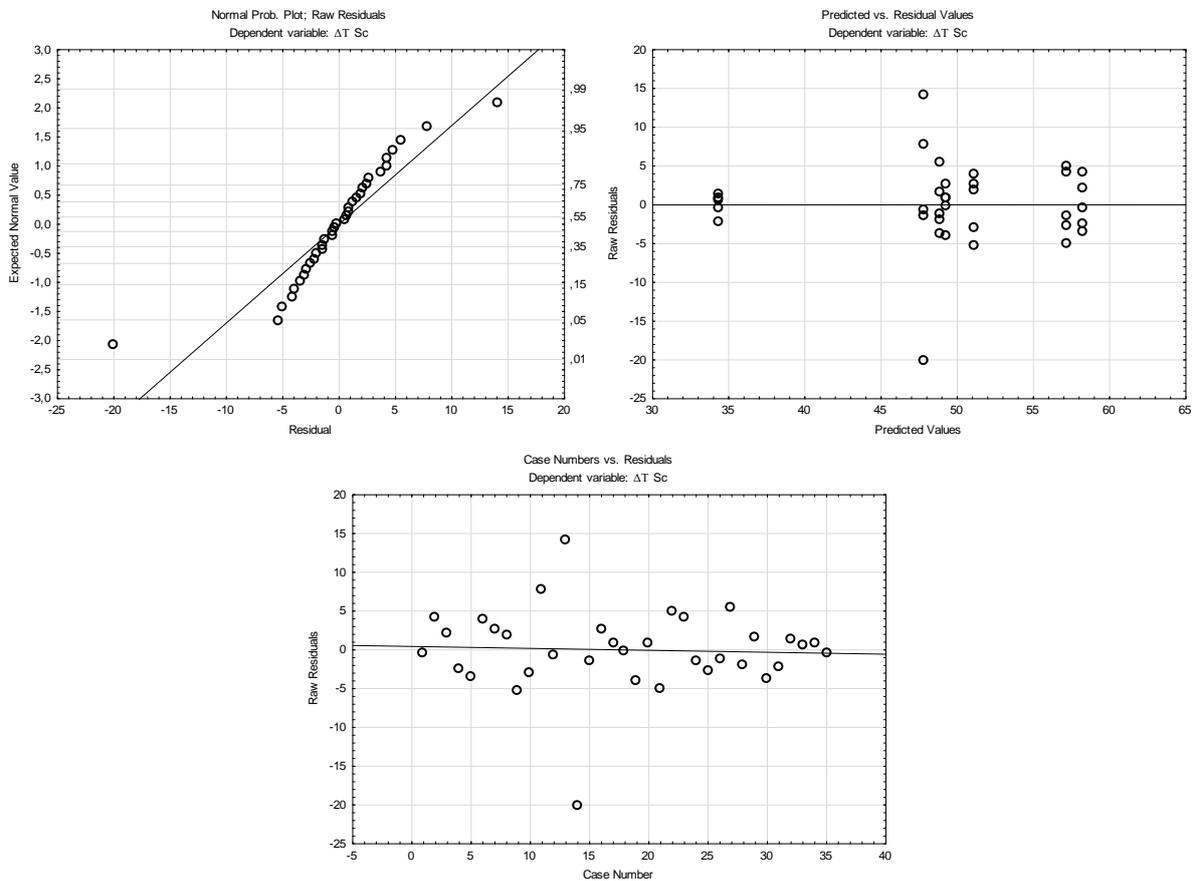 Normal Prob. Plot; Raw Residuals
Dependent variable: ΔT Sc
3,0
2,5
2,0
1,5
1,0
0,5
0,0
-0,5
-1,0
-1,5
-2,0
-2,5
-3,0
Expected Normal Value
,99
,95
,75
,55
,35
,15
,05
,01
-25 -20 -15 -10 -5 0 5 10 15 20
Residual
Predicted vs. Residual Values
Dependent variable: ΔT Sc
20
15
10
5
0
-5
-10
-15
-20
-25
Raw Residuals
30 35 40 45 50 55 60 65
Predicted Values
Case Numbers vs. Residuals
Dependent variable: ΔT Sc
20
15
10
5
0
-5
-10
-15
-20
-25
Raw Residuals
-5 0 5 10 15 20 25 30 35 40
Case Number